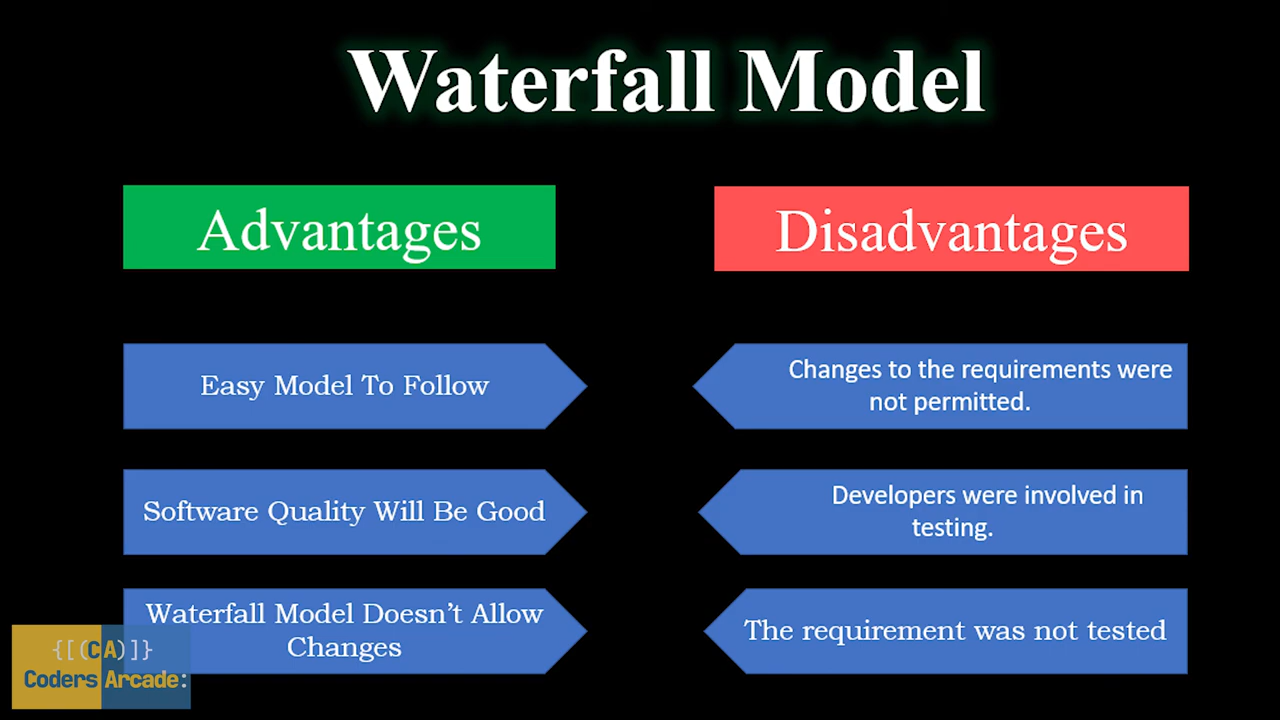 Waterfall Model
Advantages
Disadvantages
Easy Model To Follow
Changes to the requirements were
not permitted.
Software Quality Will Be Good
Developers were involved in
testing.
Waterfall Model Doesn't Allow
Changes
The requirement was not tested
{[(CA)]}
Coders Arcade: